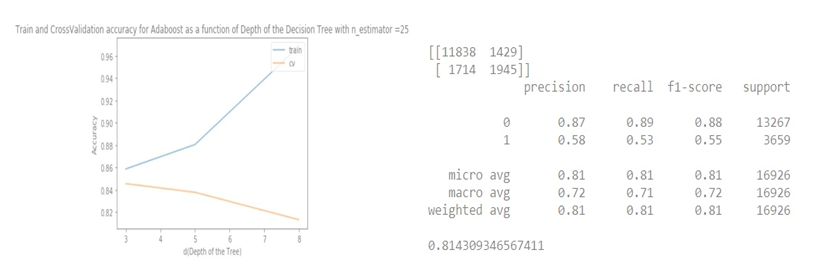 Train and CrossValidation accuracy for Adaboost as a function of Depth of the Decision Tree with n_estimator =25
train
cv
0.96
0.94
0.92
0.90
0.88
0.86
0.84
0.82
Accuracy
3 4 5 6 7 8
d(Depth of the Tree)
[[11838 1429]
[ 1714 1945]]
precision recall f1-score support
0 0.87 0.89 0.88 13267
1 0.58 0.53 0.55 3659
micro avg 0.81 0.81 0.81 16926
macro avg 0.72 0.71 0.72 16926
weighted avg 0.81 0.81 0.81 16926
0.814309346567411